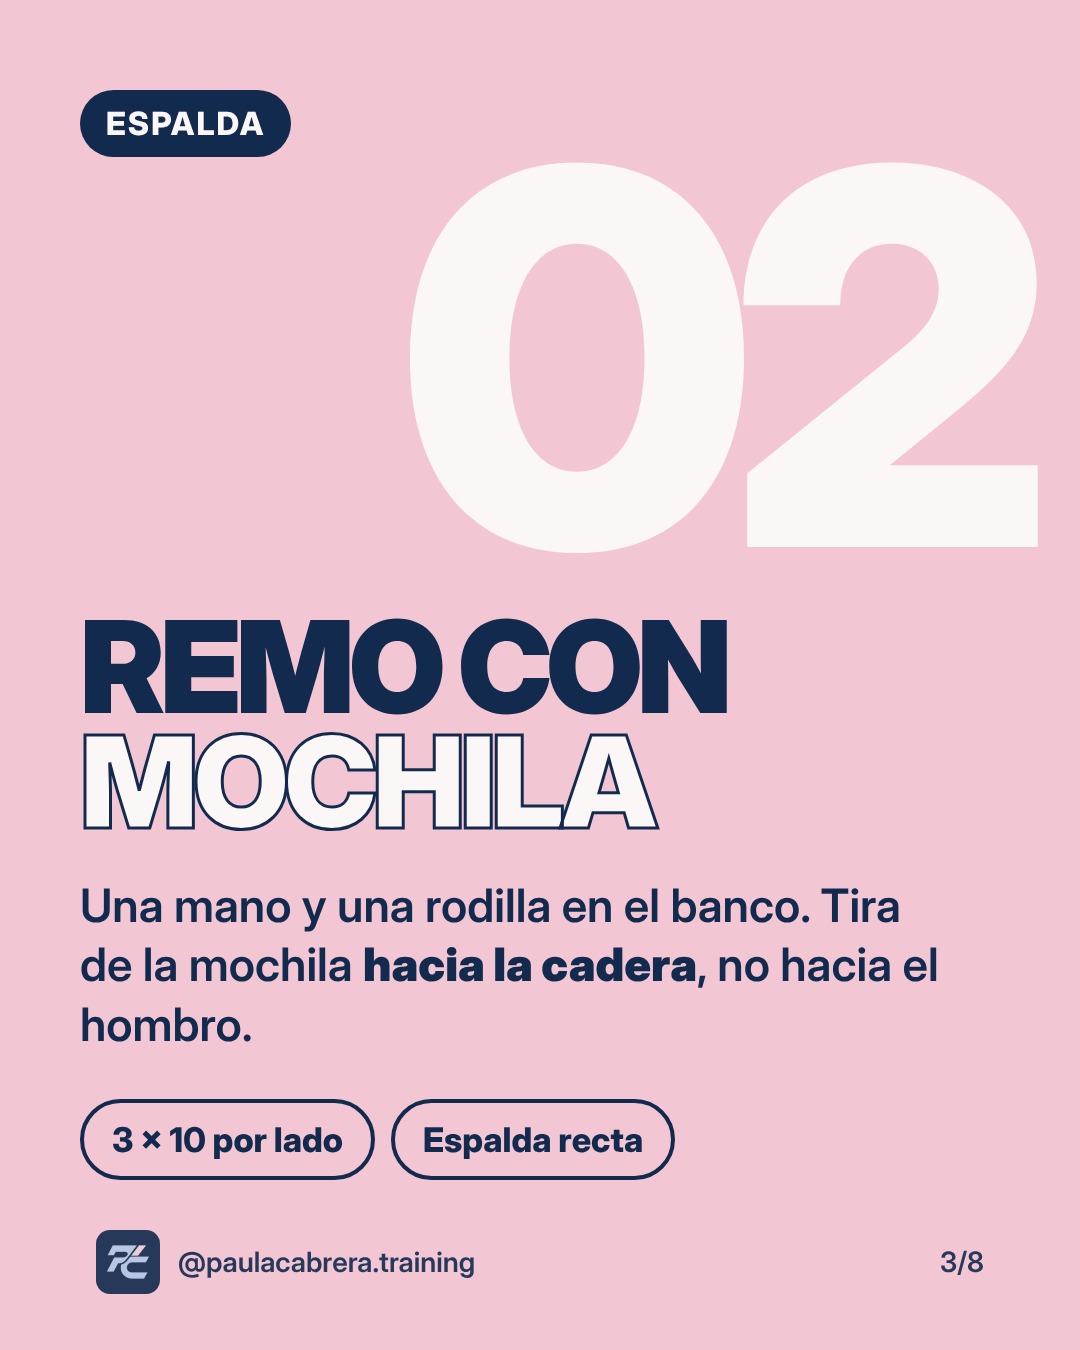 ESPALDA
02
REMO CON
MOCHILA
Una mano y una rodilla en el banco. Tira
de la mochila hacia la cadera, no hacia el
hombro.
3 × 10 por lado
Espalda recta
PC
@paulacabrera.training
3/8